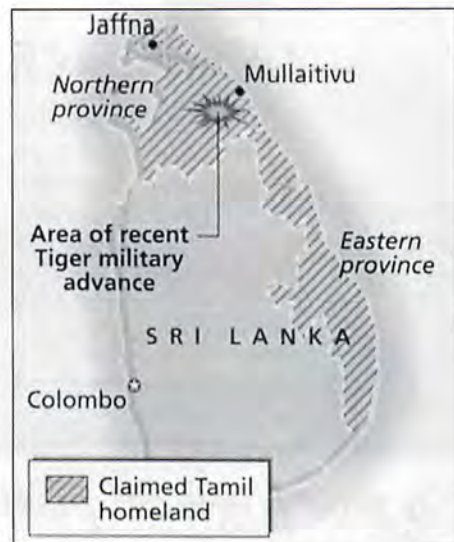 Jaffna
Northern
province
Mullaitivu
Area of recent
Tiger military
advance
Eastern
province
SRI LANKA
Colombo
Claimed Tamil
homeland